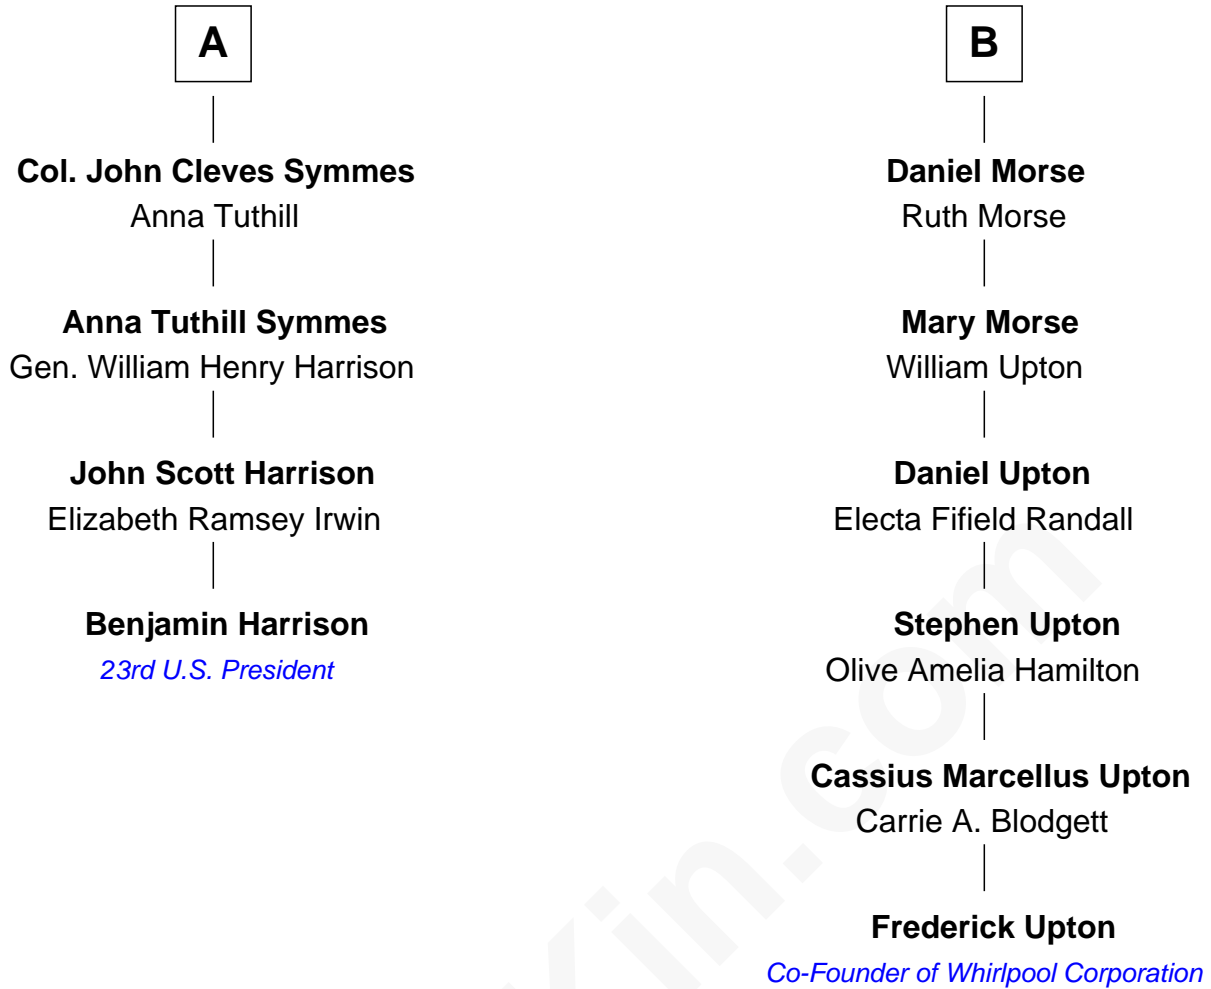 A
Col. John Cleves Symmes
Anna Tuthill
Anna Tuthill Symmes
Gen. William Henry Harrison
John Scott Harrison
Elizabeth Ramsey Irwin
Benjamin Harrison
23rd U.S. President
B
Daniel Morse
Ruth Morse
Mary Morse
William Upton
Daniel Upton
Electa Fifield Randall
Stephen Upton
Olive Amelia Hamilton
Cassius Marcellus Upton
Carrie A. Blodgett
Frederick Upton
Co-Founder of Whirlpool Corporation
Kin.com